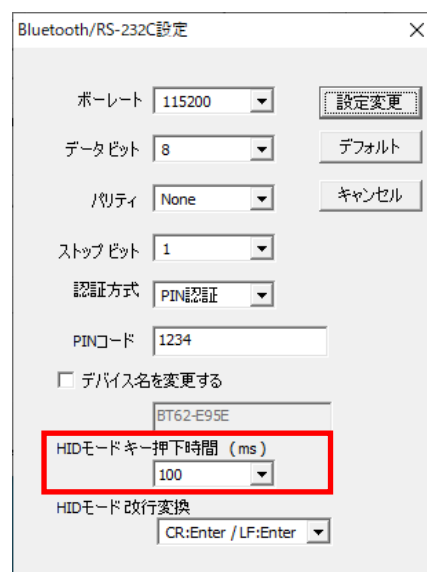 Bluetooth/RS-232C設定
ボーレート 115200 設定変更
データ ビット 8 デフォルト
パリティ None キャンセル
ストップ ビット 1
認証方式 PIN認証
PINコード 1234
デバイス名を変更する
BT62-E95E
HIDモード キー押下時間 (ms)
100
HIDモード 改行変換
CR:Enter / LF:Enter